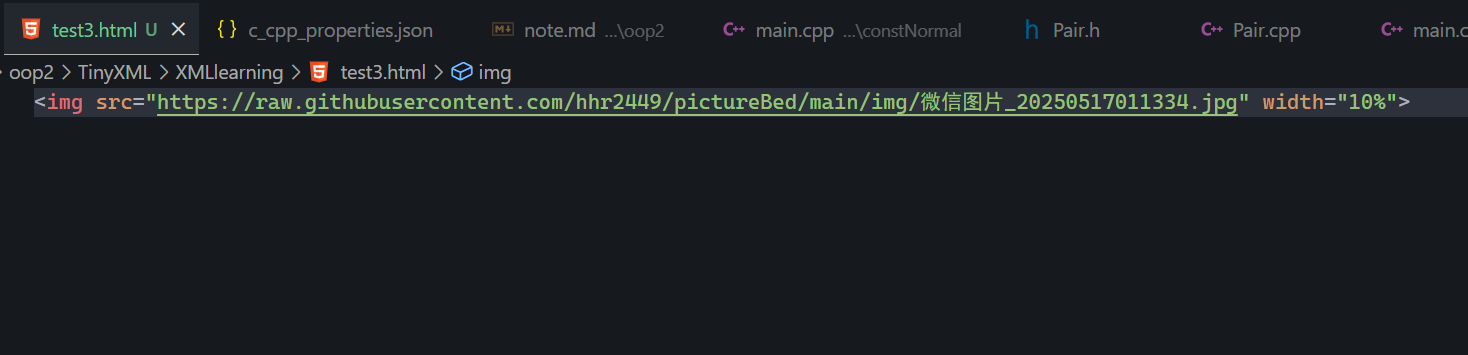 test3.html U × {} c_cpp_properties.json note.md ...\oop2 C++ main.cpp ...\constNormal h Pair.h C++ Pair.cpp C++ main.c
oop2 > TinyXML > XMLlearning > test3.html > img
<img src="https://raw.githubusercontent.com/hhr2449/pictureBed/main/img/微信图片_20250517011334.jpg" width="10%">